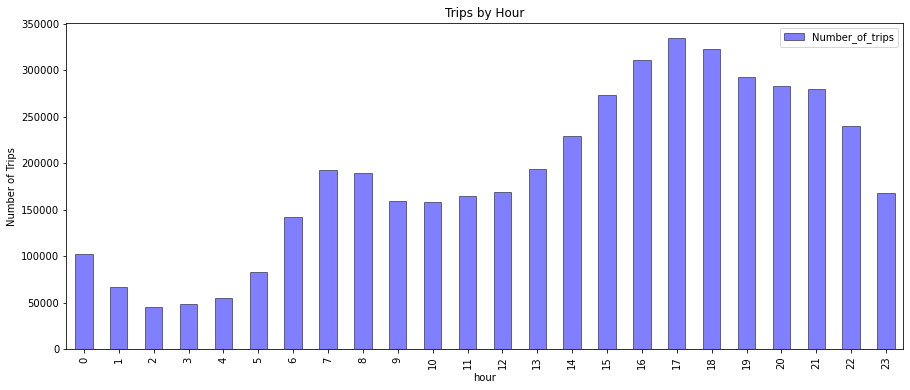 Trips by Hour
Number_of_trips
Number of Trips
350000
300000
250000
200000
150000
100000
50000
0
0 1 2 3 4 5 6 7 8 9 10 11 12 13 14 15 16 17 18 19 20 21 22 23
hour